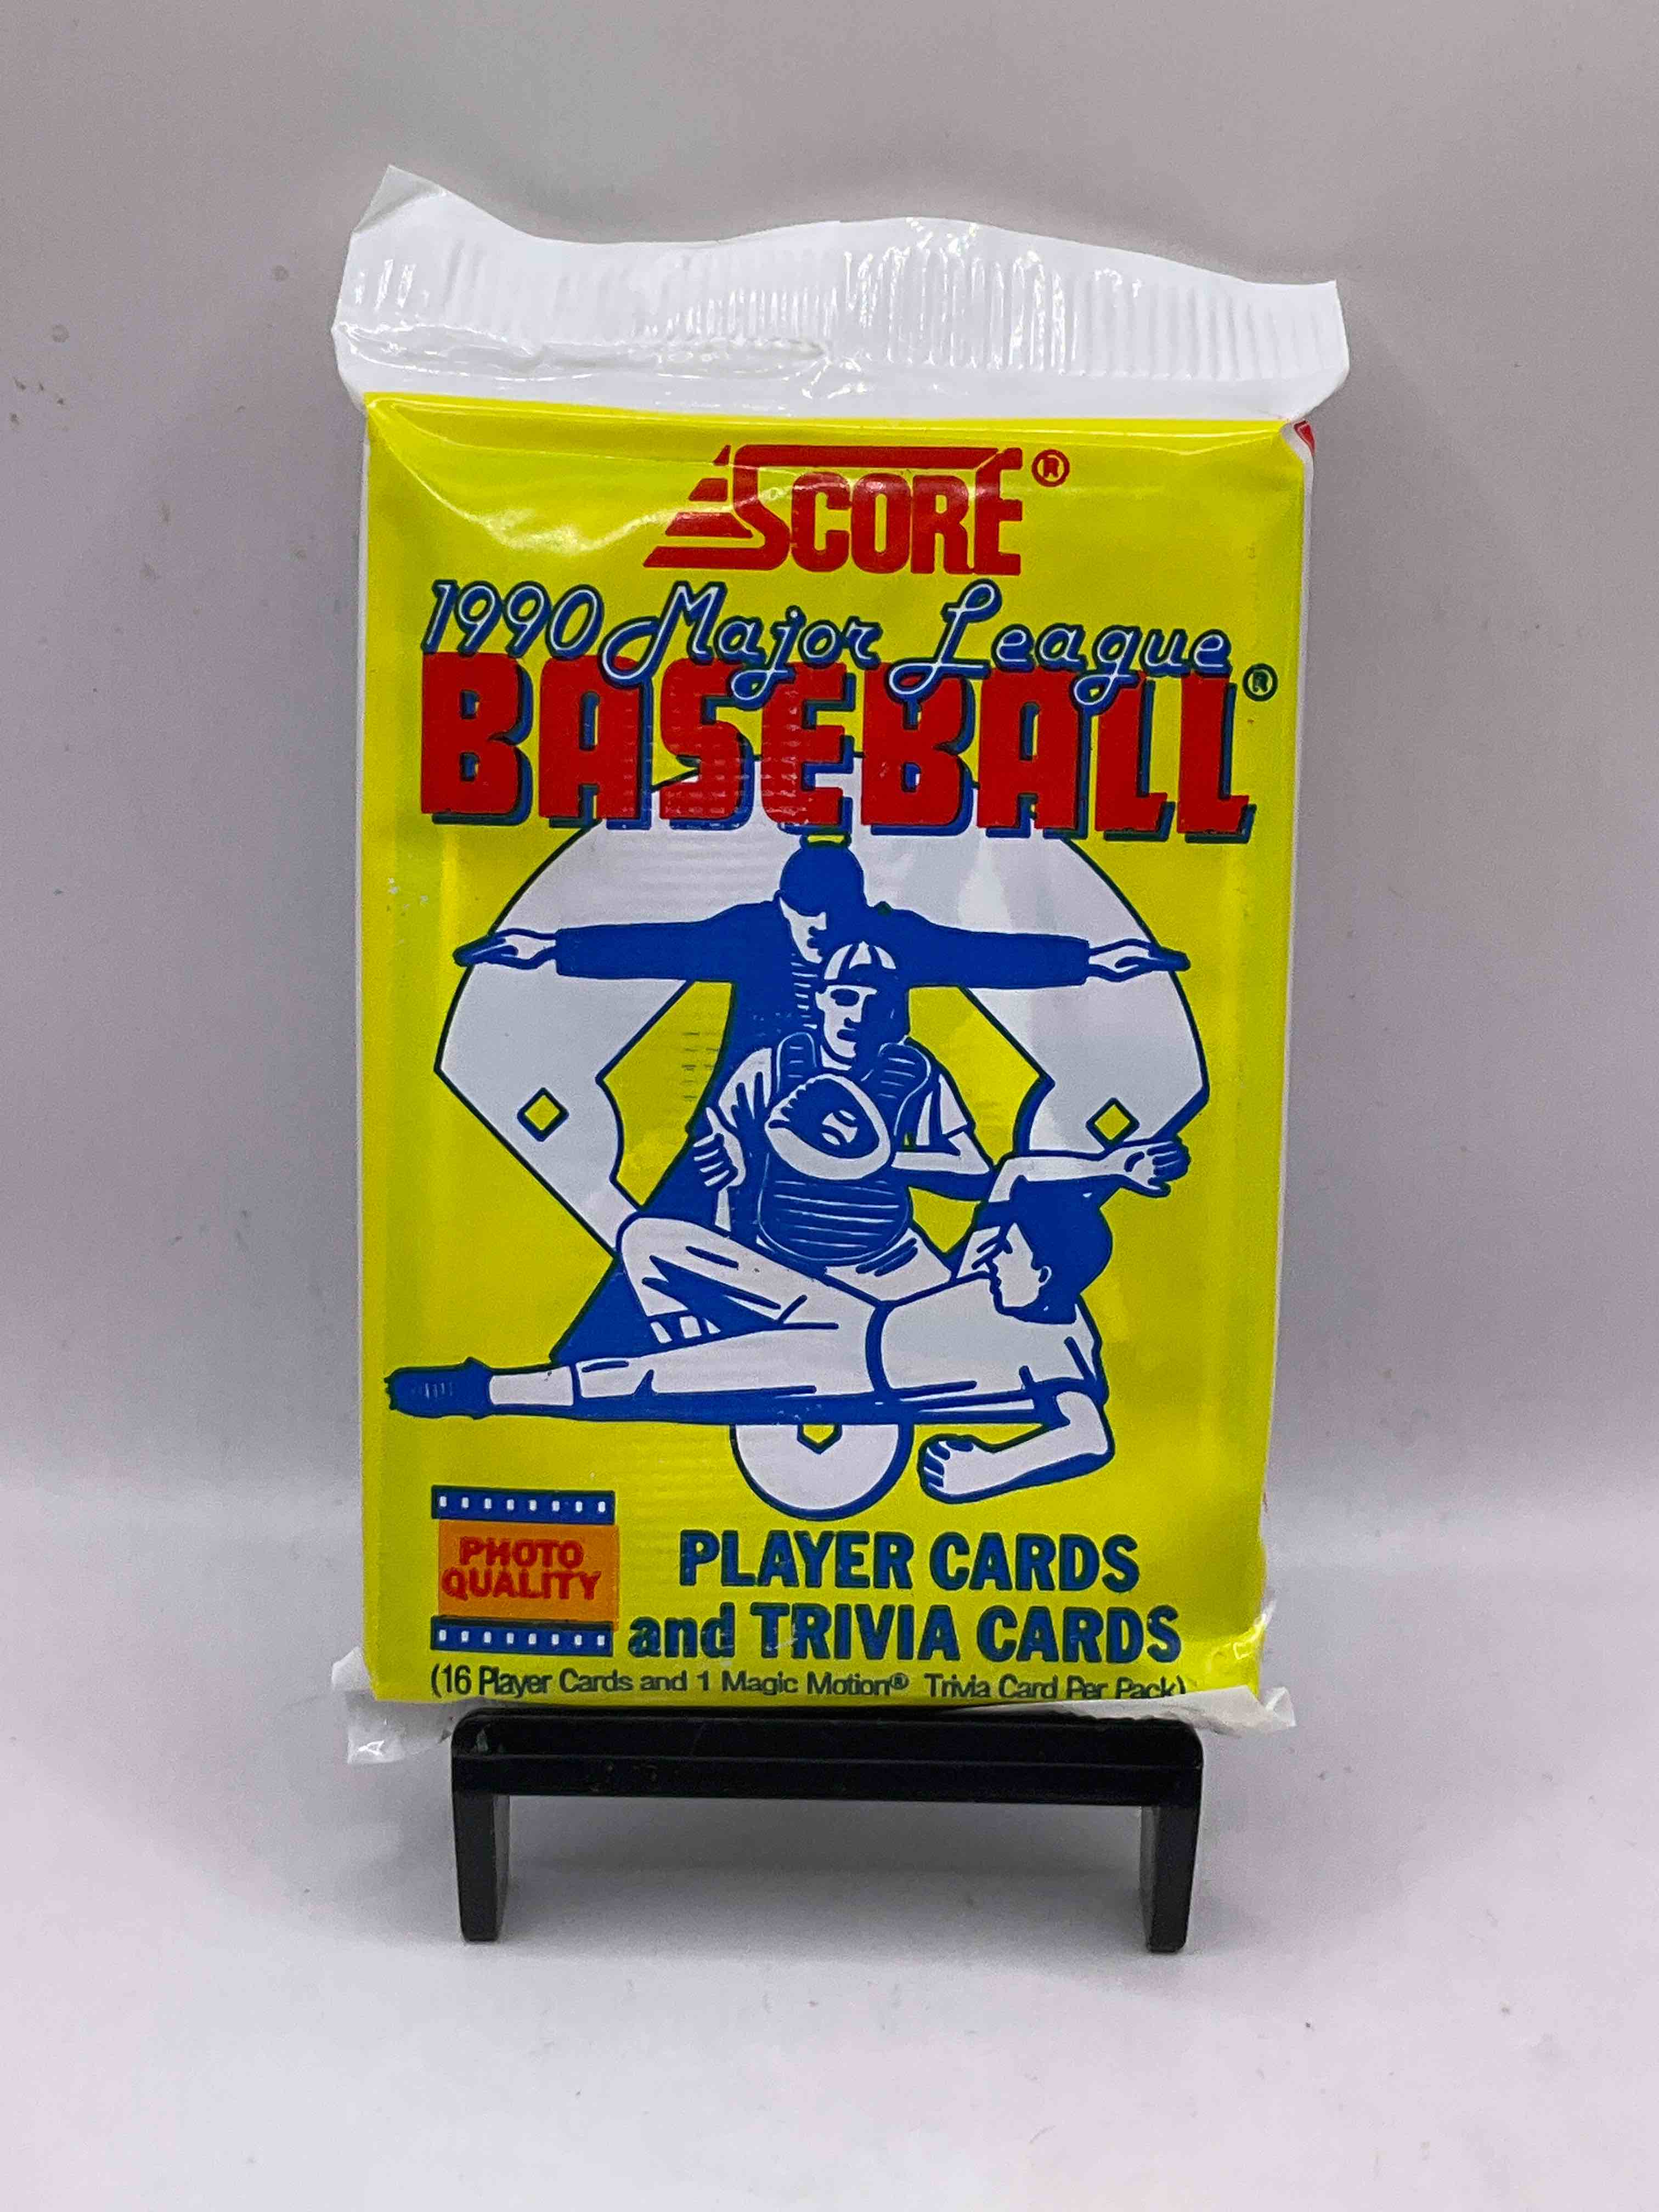 SCORE®
1990 Major League
BASEBALL®
PHOTO
QUALITY
PLAYER CARDS
and TRIVIA CARDS
(16 Player Cards and 1 Magic Motion® Trivia Card Per Pack)